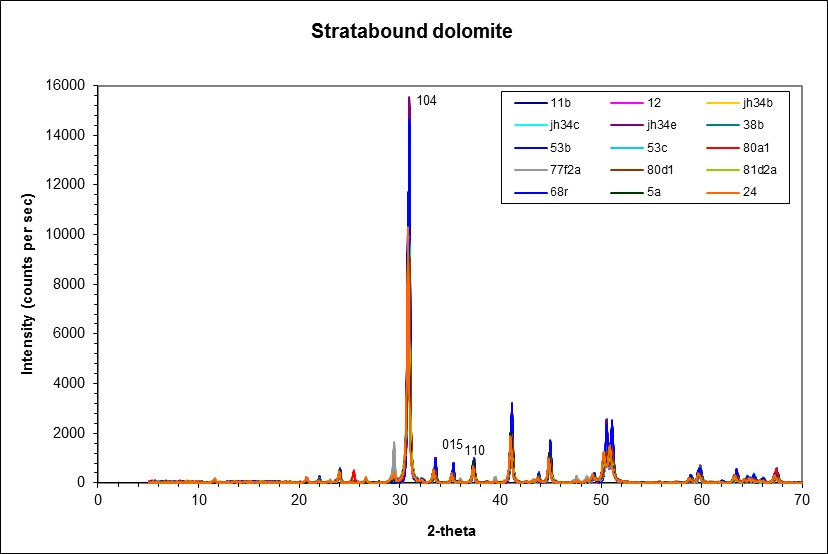 Stratabound dolomite
16000
14000
12000
10000
8000
6000
4000
2000
0
Intensity (counts per sec)
104
015
110
11b 12 jh34b
jh34c jh34e 38b
53b 53c 80a1
77f2a 80d1 81d2a
68r 5a 24
0 10 20 30 40 50 60 70
2-theta